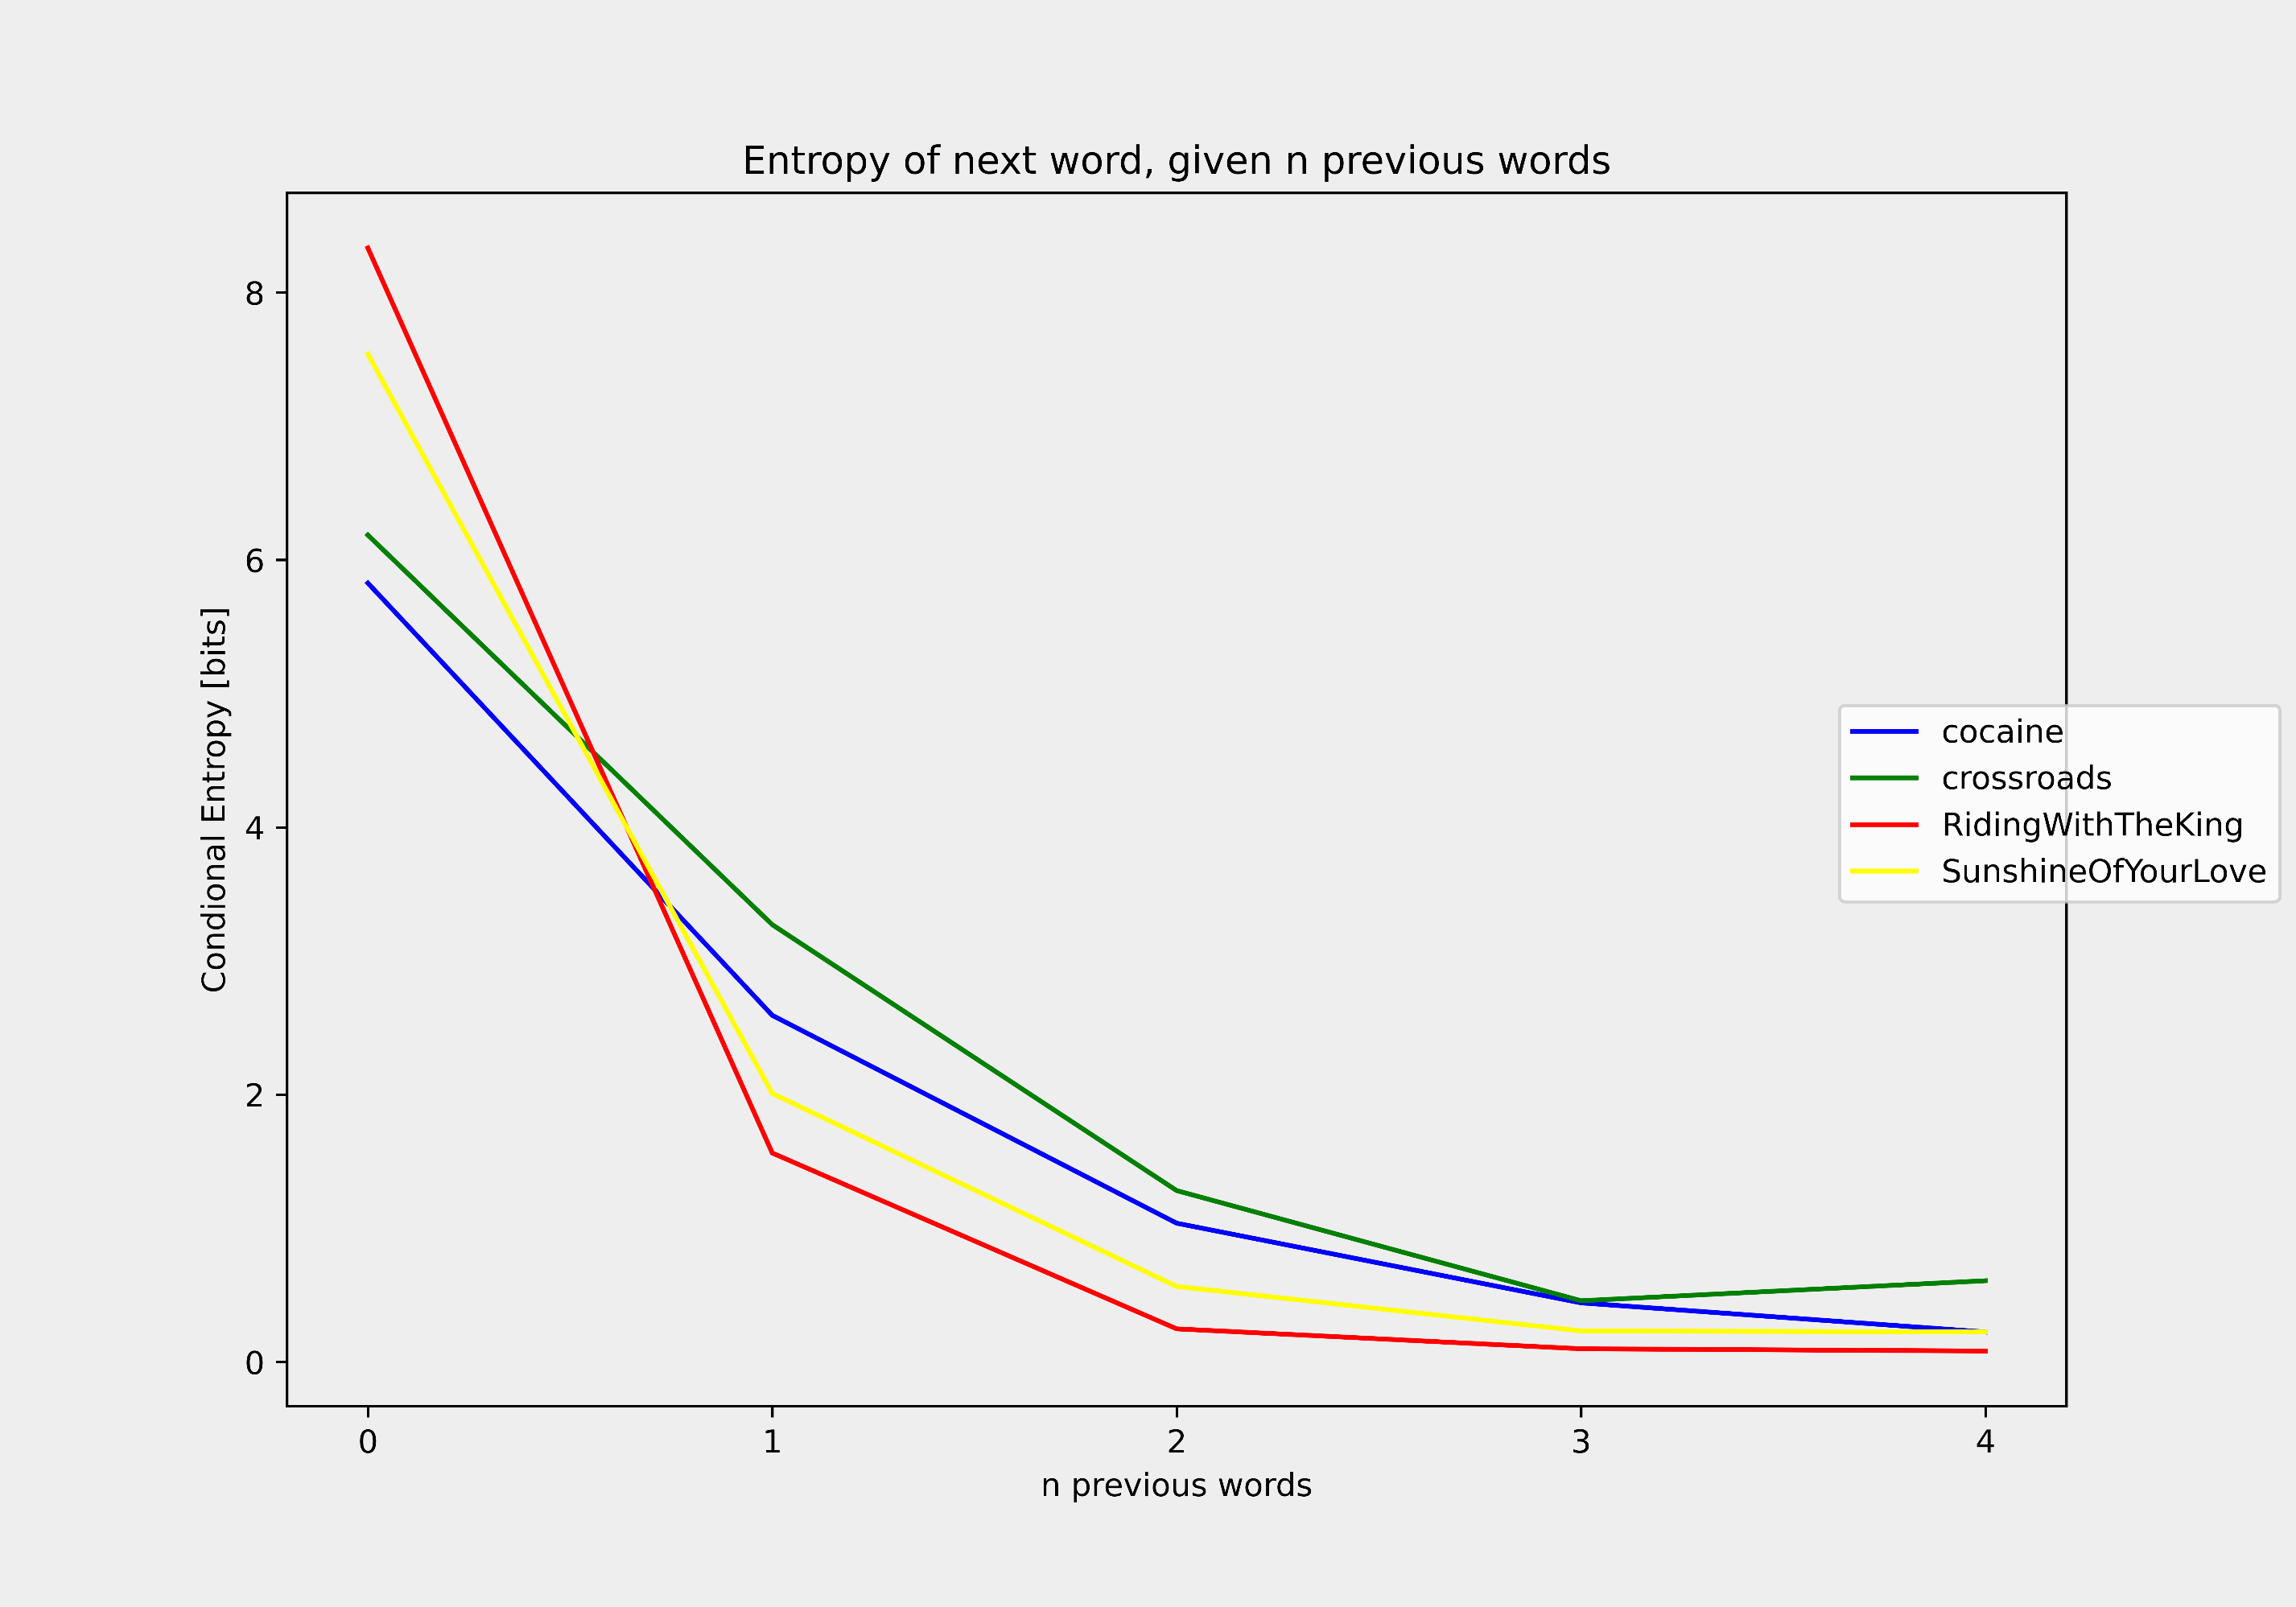 Entropy of next word, given n previous words
Condional Entropy [bits]
8
6
4
2
0
cocaine
crossroads
RidingWithTheKing
SunshineOfYourLove
0 1 2 3 4
n previous words